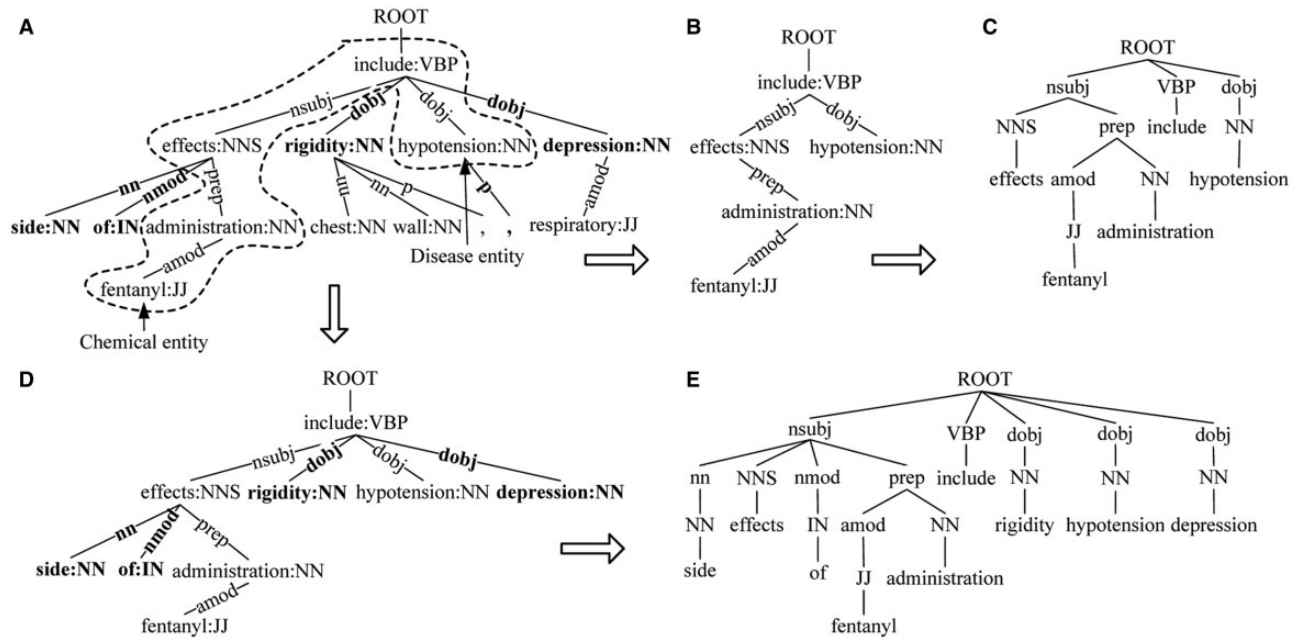 A
ROOT
include:VBP
nsubj
dobj
dobj
dobj
effects:NNS
rigidity:NN
hypotension:NN
depression:NN
nn
nmod
prep
nn
nn
p
p
amod
side:NN
of:IN
administration:NN
chest:NN
wall:NN
,
,
respiratory:JJ
amod
Disease entity
fentanyl:JJ
Chemical entity
B
ROOT
include:VBP
nsubj
dobj
effects:NNS
hypotension:NN
prep
administration:NN
amod
fentanyl:JJ
C
ROOT
nsubj
VBP
dobj
NNS
prep
include
NN
effects
amod
NN
hypotension
JJ
administration
fentanyl
D
ROOT
include:VBP
nsubj
dobj
dobj
dobj
effects:NNS
rigidity:NN
hypotension:NN
depression:NN
nn
nmod
prep
side:NN
of:IN
administration:NN
amod
fentanyl:JJ
E
ROOT
nsubj
VBP
dobj
dobj
dobj
nn
NNS
nmod
prep
include
NN
NN
NN
NN
effects
IN
amod
NN
rigidity
hypotension
depression
side
of
JJ
administration
fentanyl